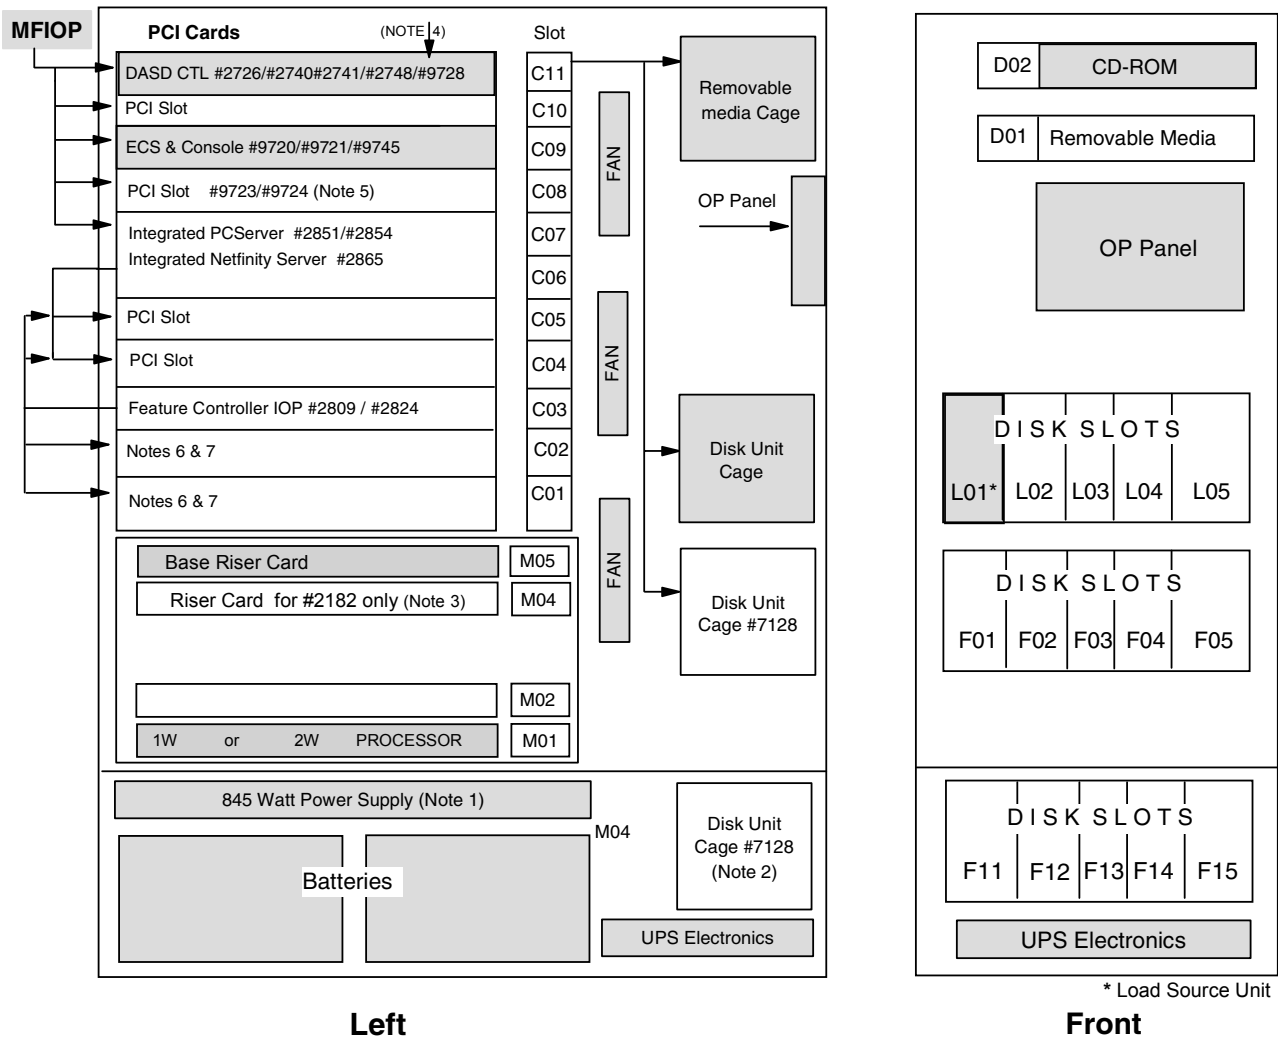 MFIOP
PCI Cards
(NOTE 4)
Slot
DASD CTL #2726/#2740#2741/#2748/#9728
C11
PCI Slot
C10
ECS & Console #9720/#9721/#9745
C09
PCI Slot #9723/#9724 (Note 5)
C08
Integrated PCServer #2851/#2854
C07
Integrated Netfinity Server #2865
C06
PCI Slot
C05
PCI Slot
C04
Feature Controller IOP #2809 / #2824
C03
Notes 6 & 7
C02
Notes 6 & 7
C01
FAN
FAN
FAN
Removable
media Cage
OP Panel
Disk Unit
Cage
Disk Unit
Cage #7128
Base Riser Card
M05
Riser Card for #2182 only (Note 3)
M04
M02
1W or 2W PROCESSOR
M01
845 Watt Power Supply (Note 1)
M04
Batteries
Disk Unit
Cage #7128
(Note 2)
UPS Electronics
Left
D02 CD-ROM
D01 Removable Media
OP Panel
DISK SLOTS
L01* L02 L03 L04 L05
DISK SLOTS
F01 F02 F03 F04 F05
DISK SLOTS
F11 F12 F13 F14 F15
UPS Electronics
* Load Source Unit
Front